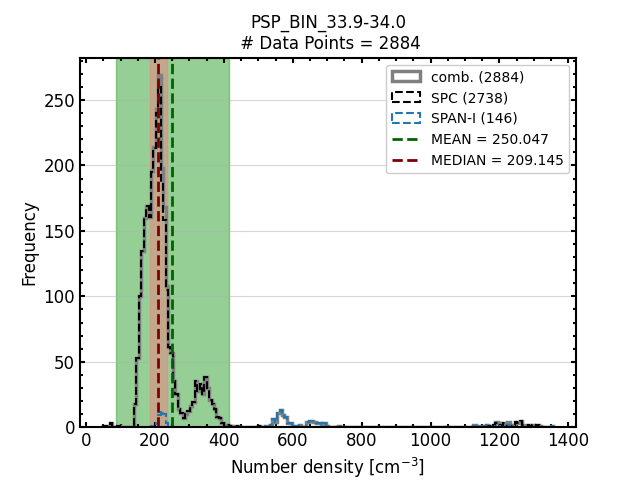 PSP_BIN_33.9-34.0
# Data Points = 2884
comb. (2884)
SPC (2738)
SPAN-I (146)
MEAN = 250.047
MEDIAN = 209.145
Frequency
250
200
150
100
50
0
0 200 400 600 800 1000 1200 1400
Number density [cm⁻³]